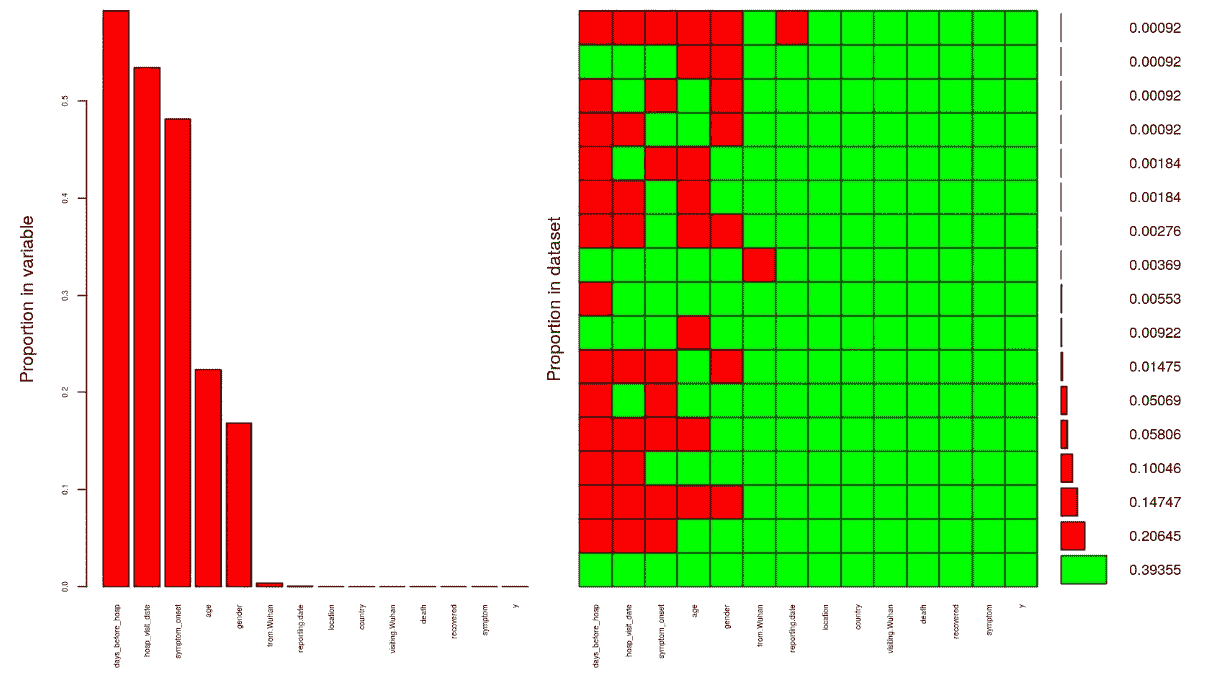 Proportion in variable
0.5
0.4
0.3
0.2
0.1
0.0
days_before_hosp
hosp_visit_date
symptom_onset
age
gender
from.Wuhan
reporting.date
location
country
visiting.Wuhan
death
recovered
symptom
y
Proportion in dataset
days_before_hosp
hosp_visit_date
symptom_onset
age
gender
from.Wuhan
reporting.date
location
country
visiting.Wuhan
death
recovered
symptom
y
0.00092
0.00092
0.00092
0.00092
0.00184
0.00184
0.00276
0.00369
0.00553
0.00922
0.01475
0.05069
0.05806
0.10046
0.14747
0.20645
0.39355